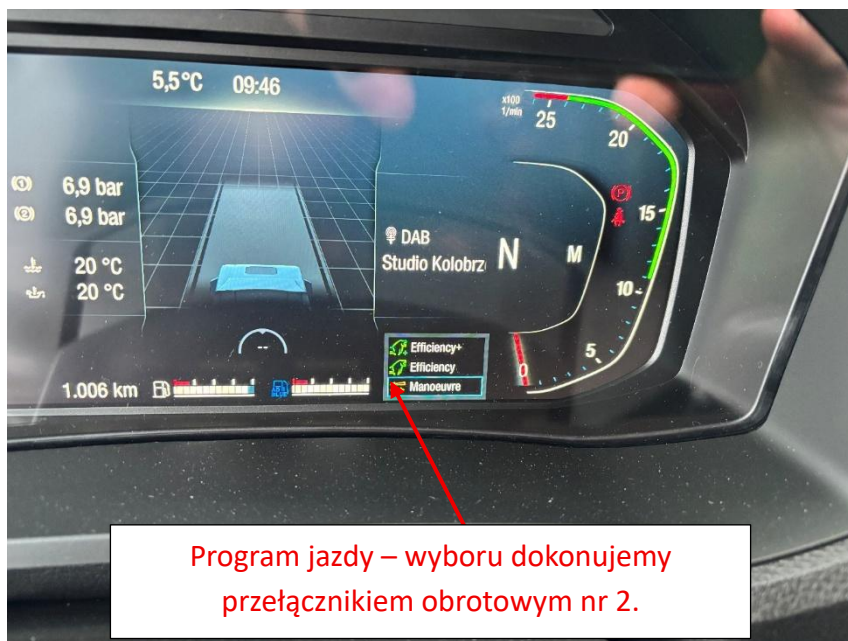 5,5°C 09:46
x100
1/min
25
20
15
10
5
0
(1) 6,9 bar
(2) 6,9 bar
20 °C
20 °C
DAB
Studio Kolobrz
N M
P
Efficiency+
Efficiency
Manoeuvre
1.006 km
Program jazdy – wyboru dokonujemy
przełącznikiem obrotowym nr 2.